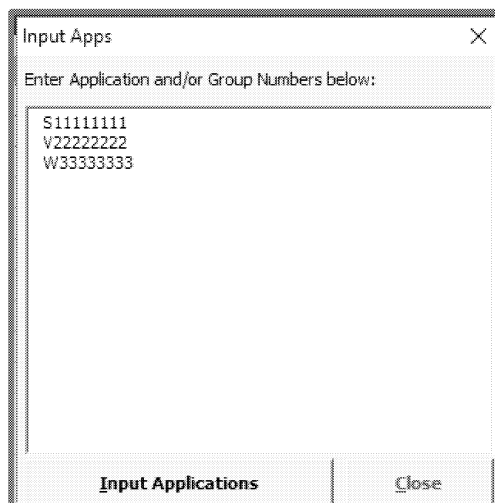 Input Apps
Enter Application and/or Group Numbers below:
S11111111
V22222222
W33333333
Input Applications
Close